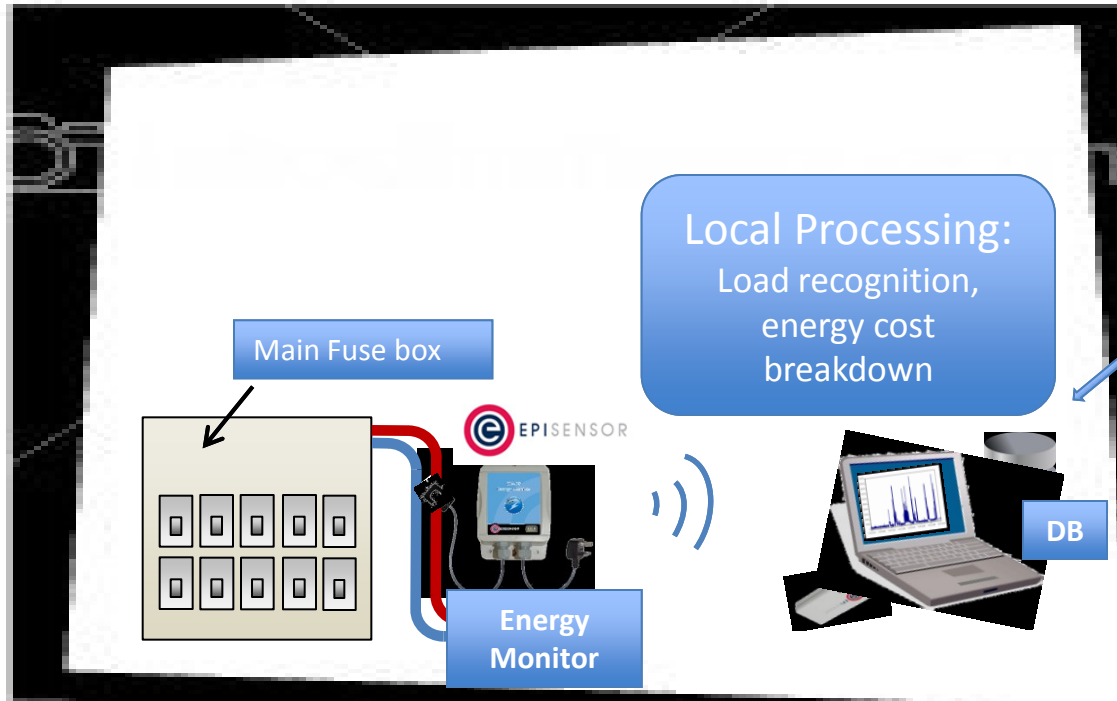 Local Processing:
Load recognition,
energy cost
breakdown
Main Fuse box
EPISENSOR
DB
Energy
Monitor